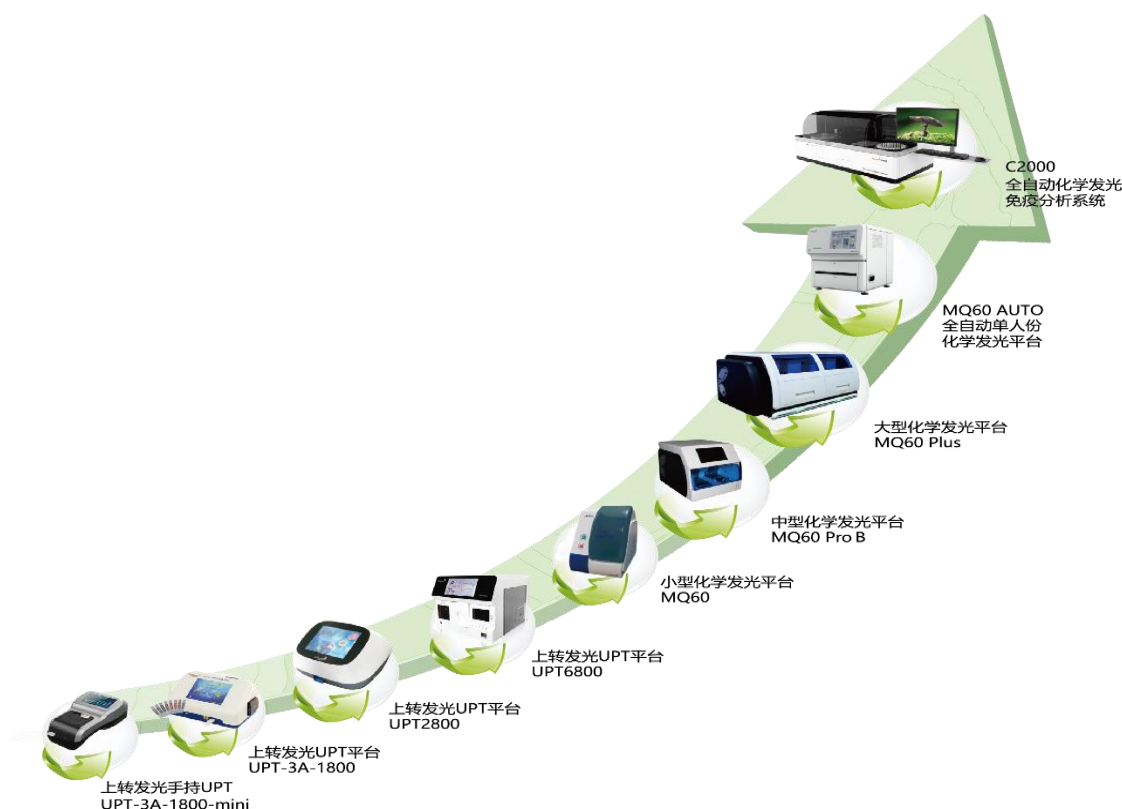 C2000
全自动化学发光
免疫分析系统
MQ60 AUTO
全自动单人份
化学发光平台
大型化学发光平台
MQ60 Plus
中型化学发光平台
MQ60 Pro B
小型化学发光平台
MQ60
上转发光UPT平台
UPT6800
上转发光UPT平台
UPT2800
上转发光UPT平台
UPT-3A-1800
上转发光手持UPT
UPT-3A-1800-mini